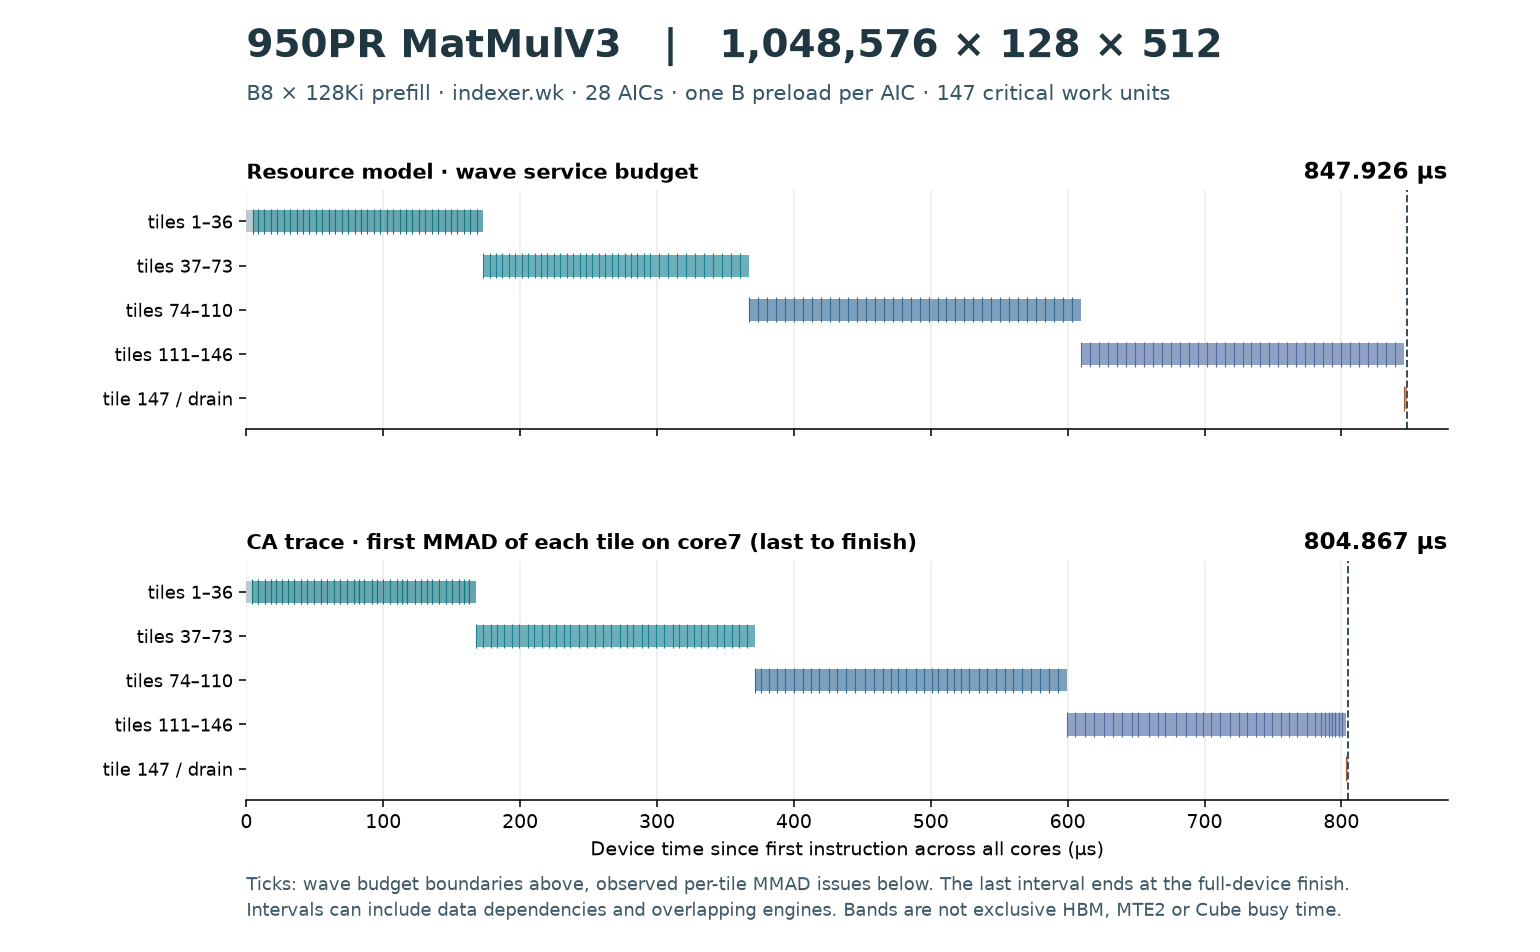 950PR MatMulV3 | 1,048,576 × 128 × 512
B8 × 128Ki prefill · indexer.wk · 28 AICs · one B preload per AIC · 147 critical work units
Resource model · wave service budget
847.926 µs
tiles 1–36
tiles 37–73
tiles 74–110
tiles 111–146
tile 147 / drain
CA trace · first MMAD of each tile on core7 (last to finish)
804.867 µs
tiles 1–36
tiles 37–73
tiles 74–110
tiles 111–146
tile 147 / drain
0 100 200 300 400 500 600 700 800
Device time since first instruction across all cores (µs)
Ticks: wave budget boundaries above, observed per-tile MMAD issues below. The last interval ends at the full-device finish.
Intervals can include data dependencies and overlapping engines. Bands are not exclusive HBM, MTE2 or Cube busy time.